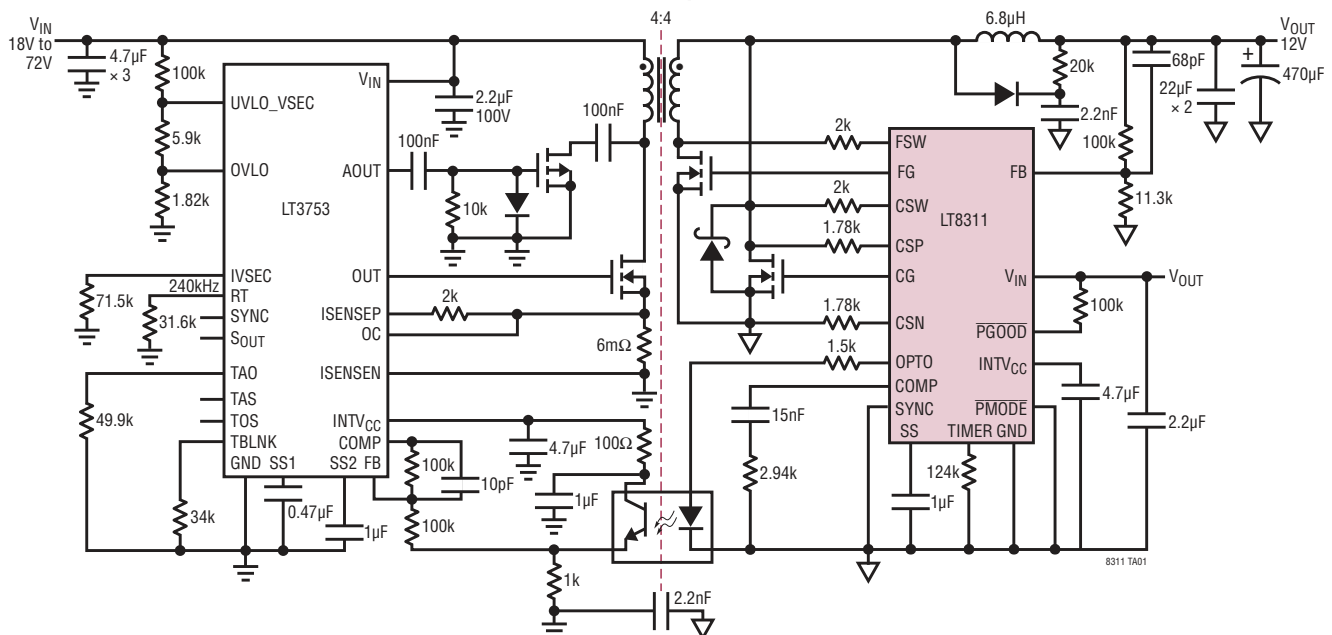 4:4
V_IN
18V to
72V
4.7µF
× 3
100k
5.9k
1.82k
UVLO_VSEC
OVLO
LT3753
V_IN
AOUT
2.2µF
100V
100nF
100nF
10k
IVSEC
240kHz
RT
SYNC
S_OUT
TAO
TAS
TOS
TBLNK
GND SS1
SS2 FB
OUT
ISENSEP
OC
ISENSEN
INTV_CC
COMP
71.5k
31.6k
49.9k
34k
0.47µF
1µF
2k
6mΩ
4.7µF
100Ω
100k
10pF
100k
1µF
1k
2.2nF
6.8µH
V_OUT
12V
20k
2.2nF
68pF
22µF
× 2
+
470µF
100k
11.3k
2k
2k
1.78k
1.78k
1.5k
15nF
2.94k
FSW
FG
CSW
CSP
CG
CSN
OPTO
COMP
SYNC
SS
TIMER GND
LT8311
FB
V_IN
PGOOD
INTV_CC
PMODE
V_OUT
100k
4.7µF
2.2µF
1µF
124k
8311 TA01